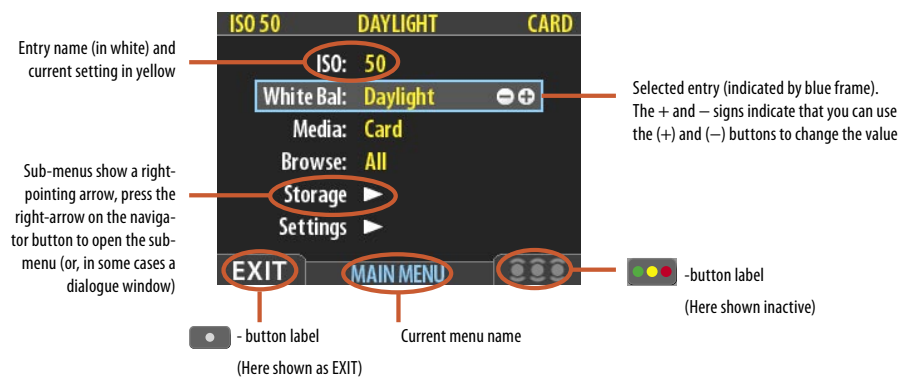 ISO 50 DAYLIGHT CARD
Entry name (in white) and
current setting in yellow
ISO: 50
White Bal: Daylight
Selected entry (indicated by blue frame).
The + and – signs indicate that you can use
the (+) and (–) buttons to change the value
Media: Card
Browse: All
Sub-menus show a right-
pointing arrow, press the
right-arrow on the naviga-
tor button to open the sub-
menu (or, in some cases a
dialogue window)
Storage
Settings
EXIT MAIN MENU
-button label
(Here shown inactive)
- button label
(Here shown as EXIT)
Current menu name